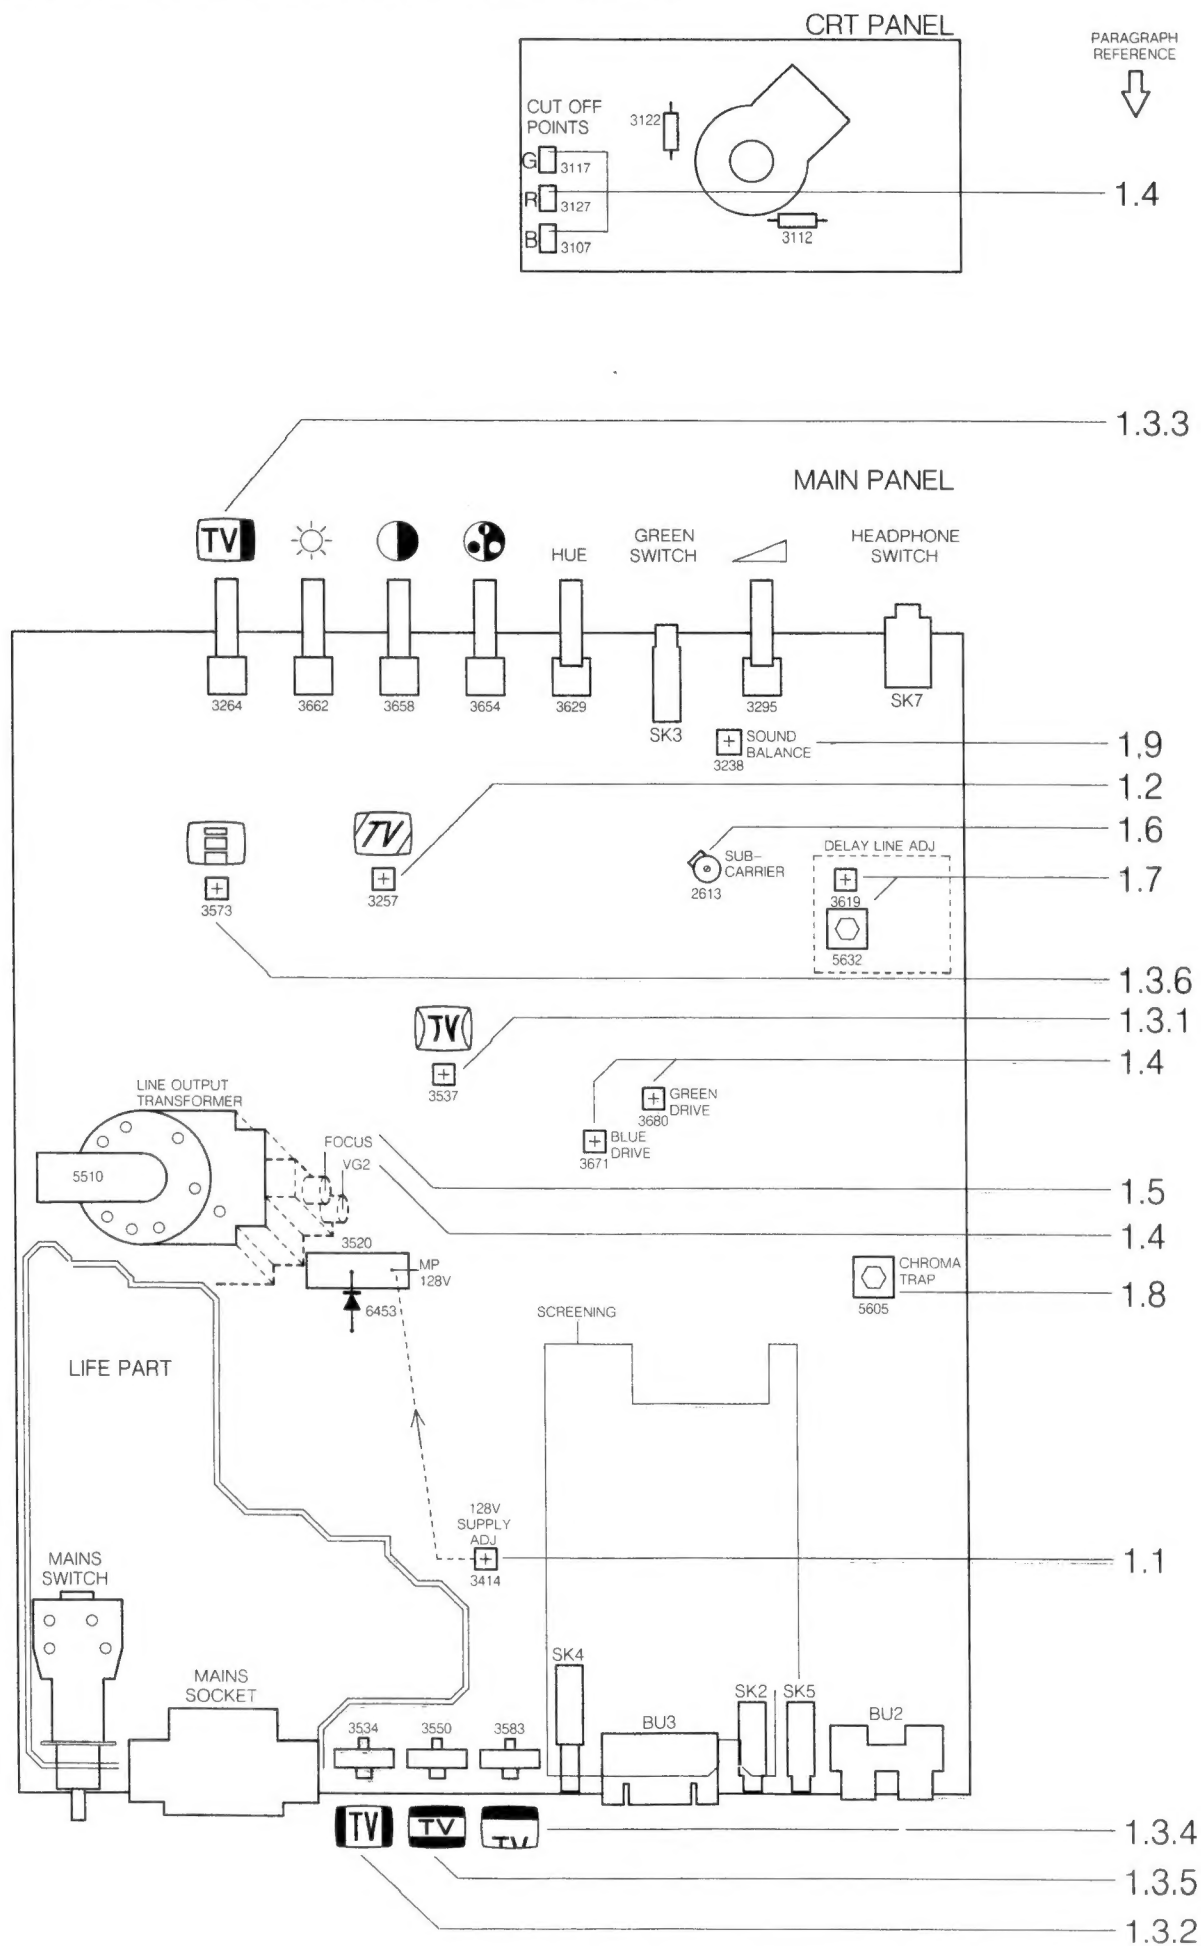 CRT PANEL
PARAGRAPH
REFERENCE
CUT OFF
POINTS
3122
G 3117
R 3127
1.4
B 3107
3112
1.3.3
MAIN PANEL
TV
HUE
GREEN
SWITCH
HEADPHONE
SWITCH
3264
3662
3658
3654
3629
SK3
3295
SK7
SOUND
BALANCE
3238
1.9
1.2
TV
1.6
SUB-
CARRIER
2613
DELAY LINE ADJ
1.7
3573
3257
3619
5632
1.3.6
1.3.1
TV
3537
1.4
GREEN
DRIVE
3680
BLUE
DRIVE
3671
LINE OUTPUT
TRANSFORMER
5510
FOCUS
VG2
1.5
1.4
3520
MP
128V
6453
CHROMA
TRAP
5605
1.8
SCREENING
LIFE PART
128V
SUPPLY
ADJ
3414
1.1
MAINS
SWITCH
MAINS
SOCKET
SK4
SK2
SK5
BU3
BU2
3534
3550
3583
TV
TV
TV
1.3.4
1.3.5
1.3.2